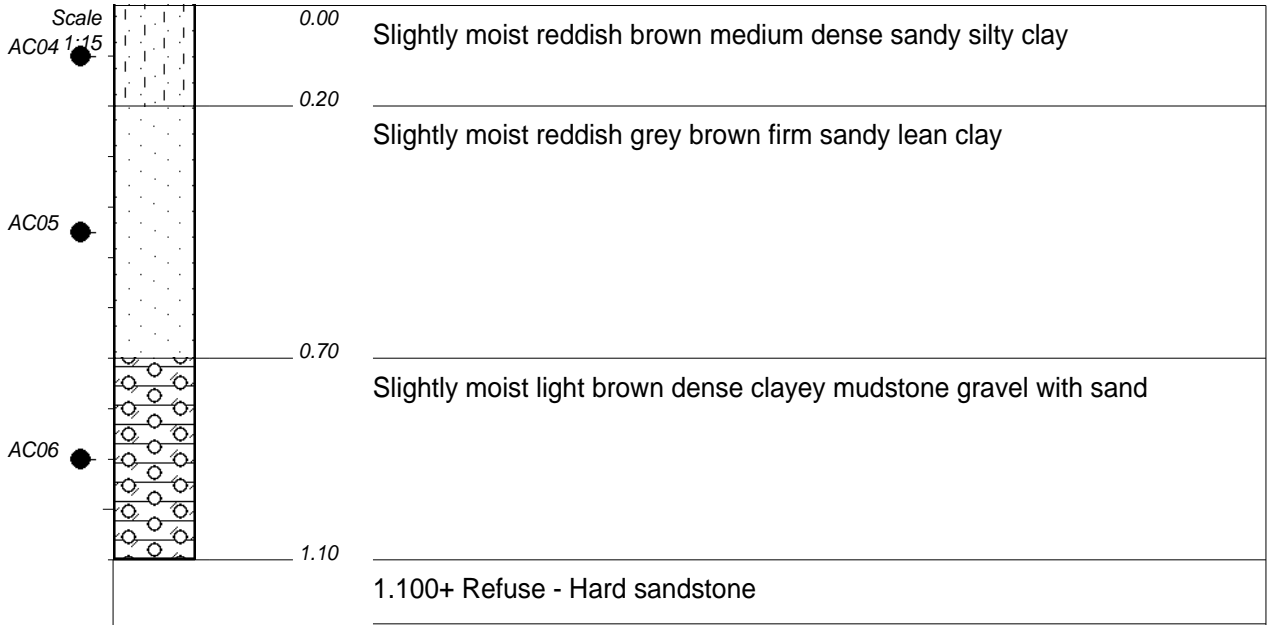 Scale
1:15
0.00
Slightly moist reddish brown medium dense sandy silty clay
AC04
0.20
Slightly moist reddish grey brown firm sandy lean clay
AC05
0.70
Slightly moist light brown dense clayey mudstone gravel with sand
AC06
1.10
1.100+ Refuse - Hard sandstone